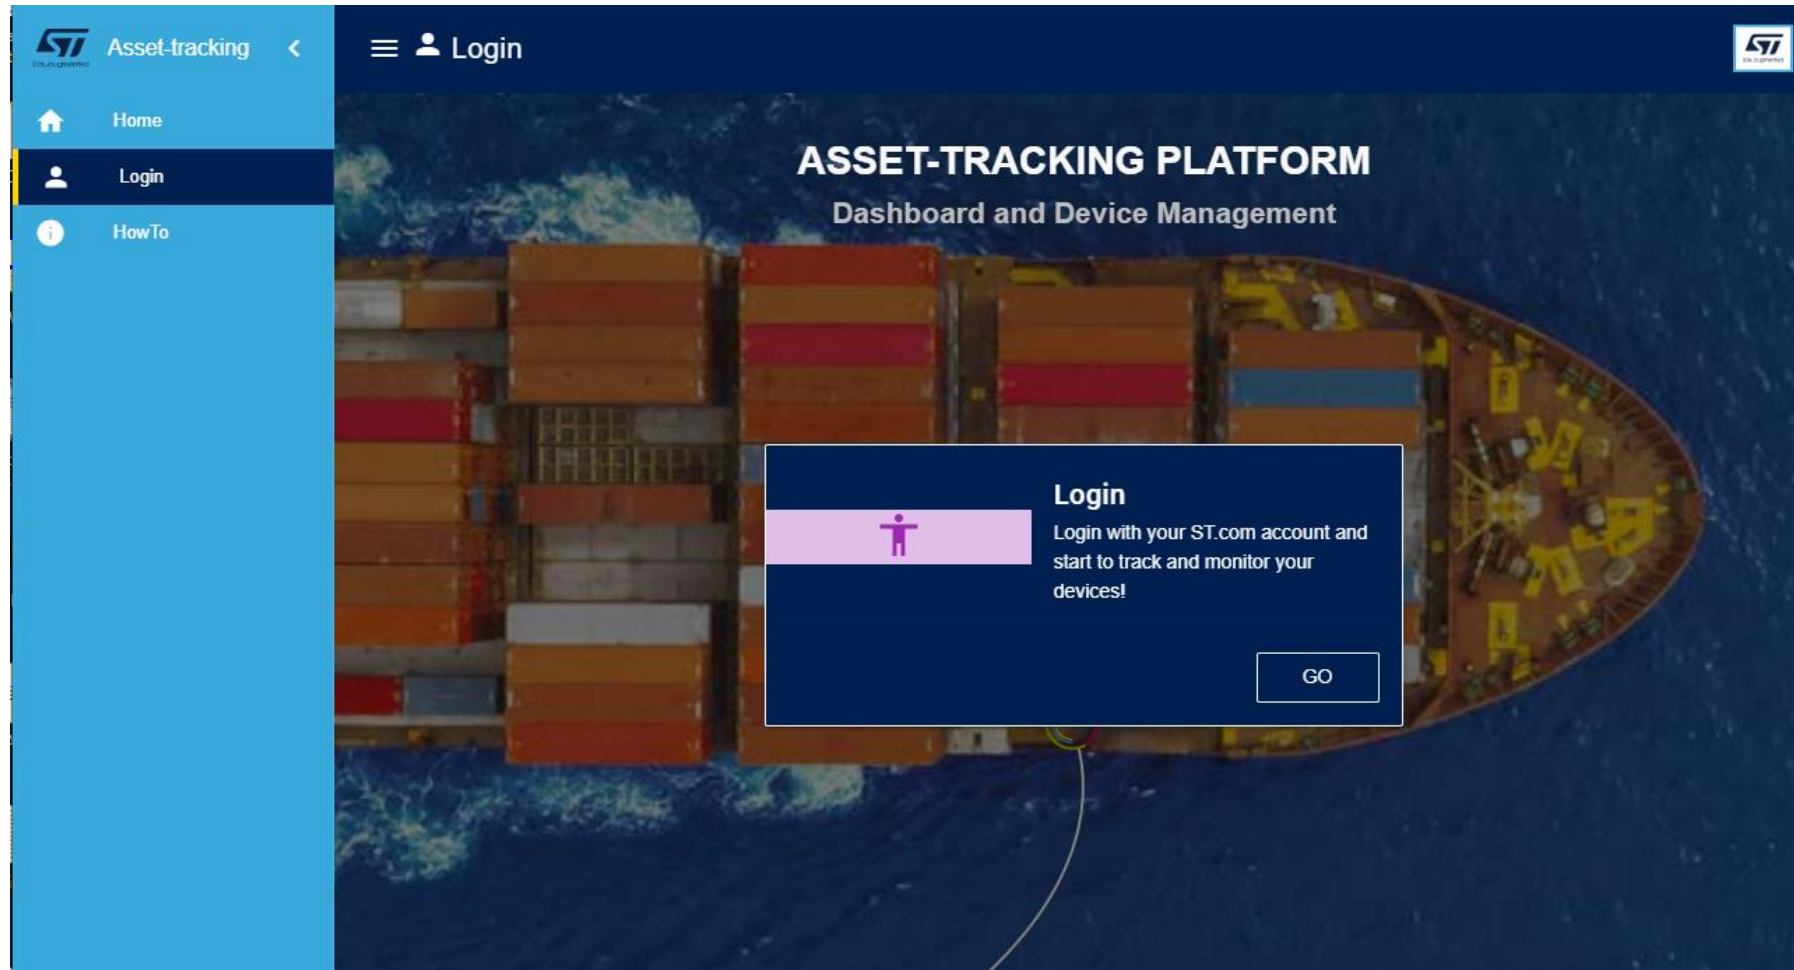 Asset-tracking
Login
Home
Login
HowTo
ASSET-TRACKING PLATFORM
Dashboard and Device Management
Login
Login with your ST.com account and
start to track and monitor your
devices!
GO